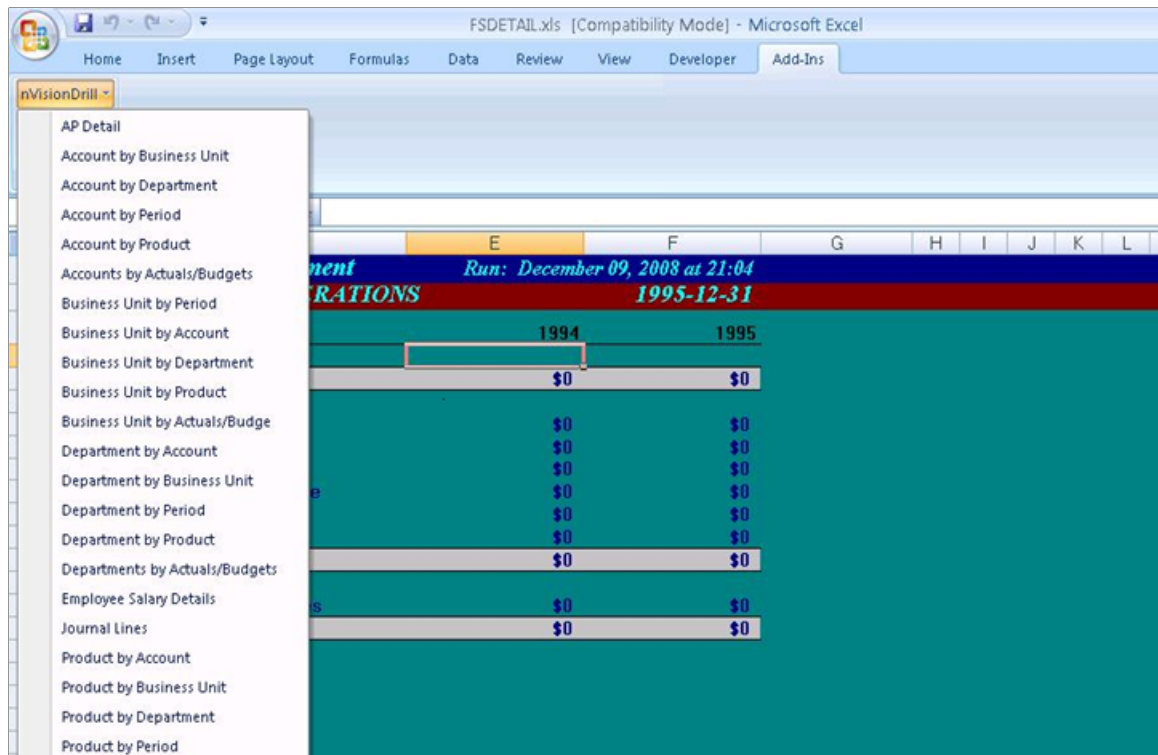 FSDETAIL.xls [Compatibility Mode] - Microsoft Excel
Home Insert Page Layout Formulas Data Review View Developer Add-Ins
nVisionDrill
AP Detail
Account by Business Unit
Account by Department
Account by Period
Account by Product
Accounts by Actuals/Budgets
Business Unit by Period
Business Unit by Account
Business Unit by Department
Business Unit by Product
Business Unit by Actuals/Budge
Department by Account
Department by Business Unit
Department by Period
Department by Product
Departments by Actuals/Budgets
Employee Salary Details
Journal Lines
Product by Account
Product by Business Unit
Product by Department
Product by Period
E F G H I J K L
ment Run: December 09, 2008 at 21:04
RATIONS 1995-12-31
1994 1995
$0 $0
$0 $0
$0 $0
$0 $0
e $0 $0
$0 $0
$0 $0
$0 $0
s $0 $0
$0 $0